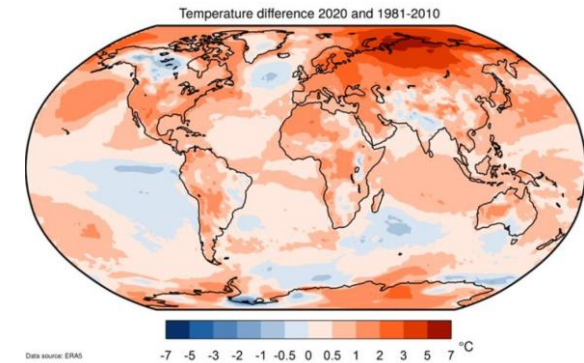 Temperature difference 2020 and 1981-2010
°C
-7 -5 -3 -2 -1 -0.5 0 0.5 1 2 3 5 7
Data source: ERA5